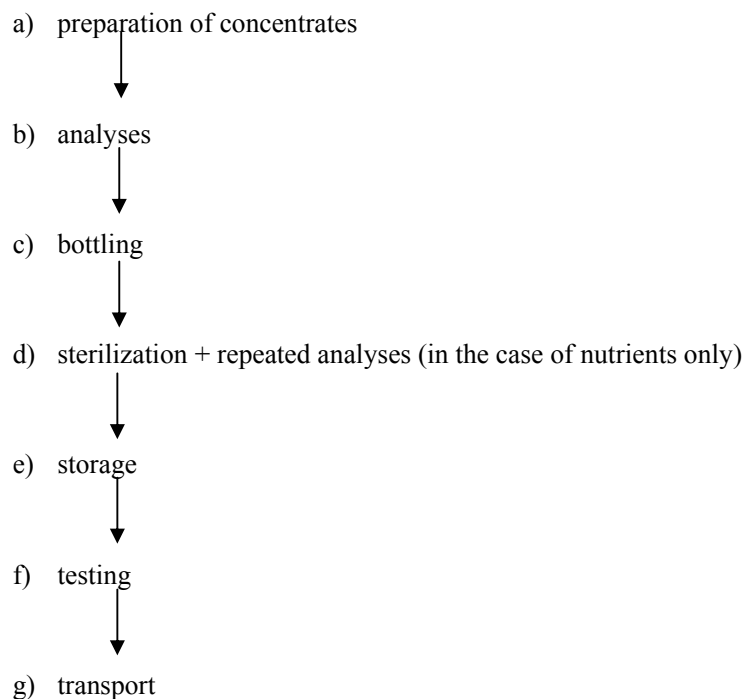 a) preparation of concentrates
b) analyses
c) bottling
d) sterilization + repeated analyses (in the case of nutrients only)
e) storage
f) testing
g) transport